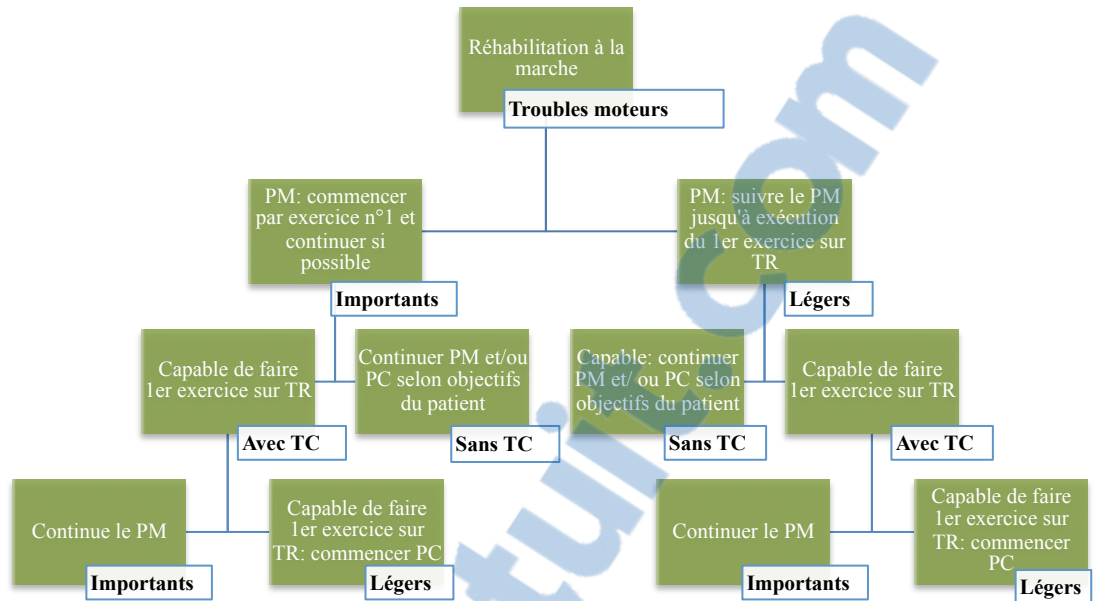 Réhabilitation à la
marche
Troubles moteurs
PM: commencer
par exercice n°1 et
continuer si
possible
Importants
PM: suivre le PM
jusqu'à exécution
du 1er exercice sur
TR
Légers
Capable de faire
1er exercice sur TR
Avec TC
Continuer PM et/ou
PC selon objectifs
du patient
Sans TC
Capable: continuer
PM et/ ou PC selon
objectifs du patient
Sans TC
Capable de faire
1er exercice sur TR
Avec TC
Continue le PM
Importants
Capable de faire
1er exercice sur
TR: commencer PC
Légers
Continuer le PM
Importants
Capable de faire
1er exercice sur
TR: commencer
PC
Légers
tuit.com